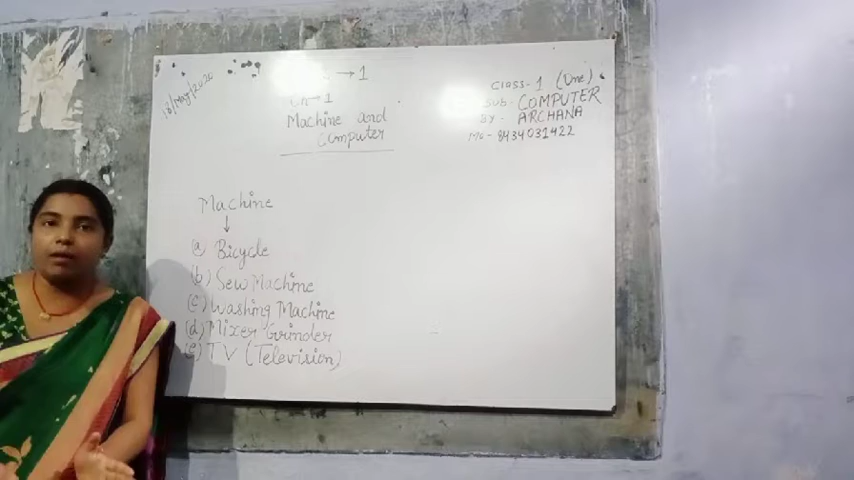 18/May/2020
→ 1
Ch → 1
Machine and
Computer
Class - 1 (One)
Sub - COMPUTER
By - ARCHANA
Mo - 8434031422
Machine
↓
(a) Bicycle
(b) Sew Machine
(c) Washing Machine
(d) Mixer Grinder
(e) TV (Television)